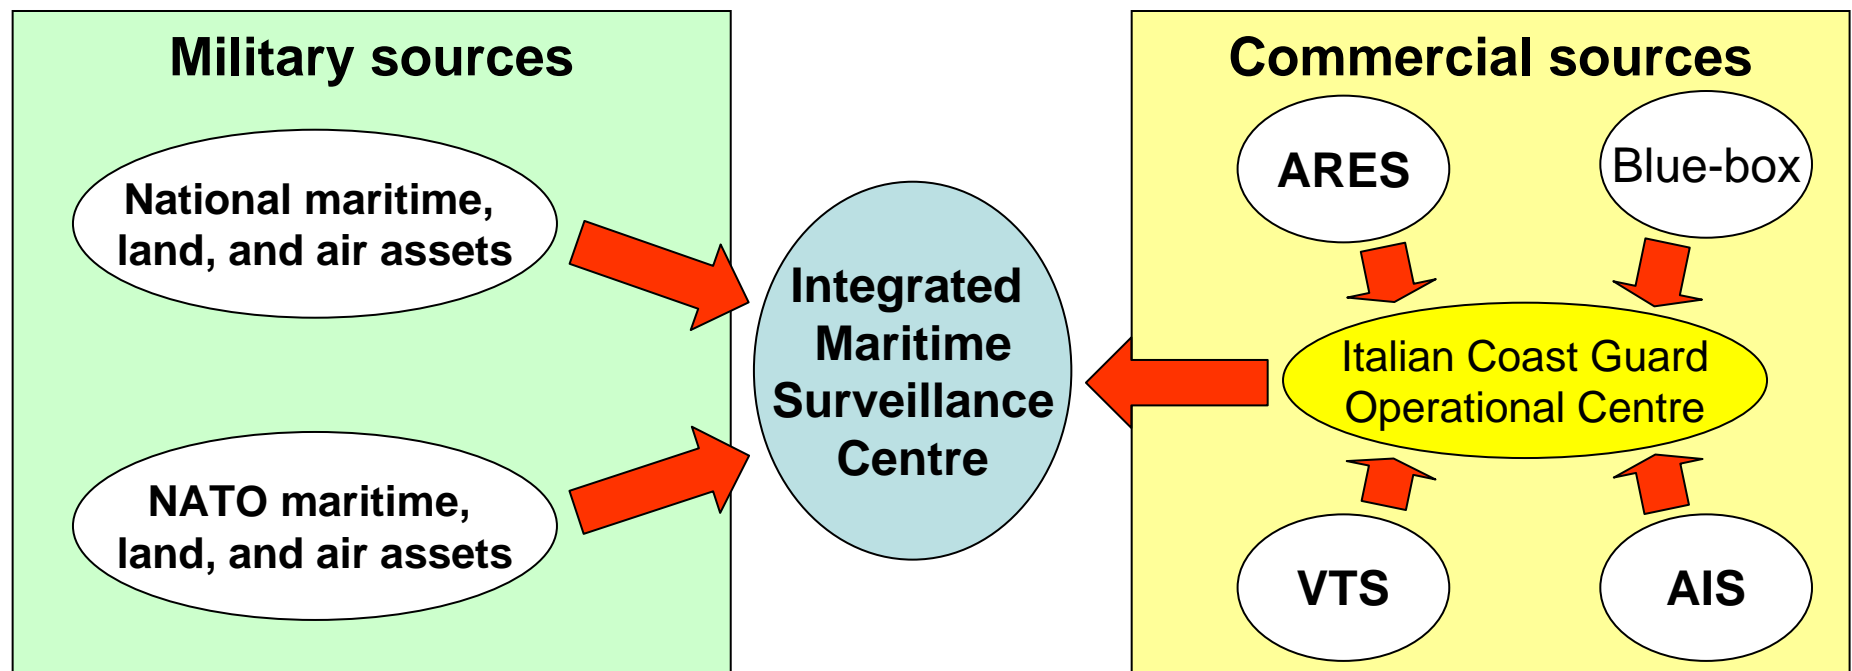 Military sources
National maritime,
land, and air assets
NATO maritime,
land, and air assets
Integrated
Maritime
Surveillance
Centre
Commercial sources
ARES
Blue-box
Italian Coast Guard
Operational Centre
VTS
AIS